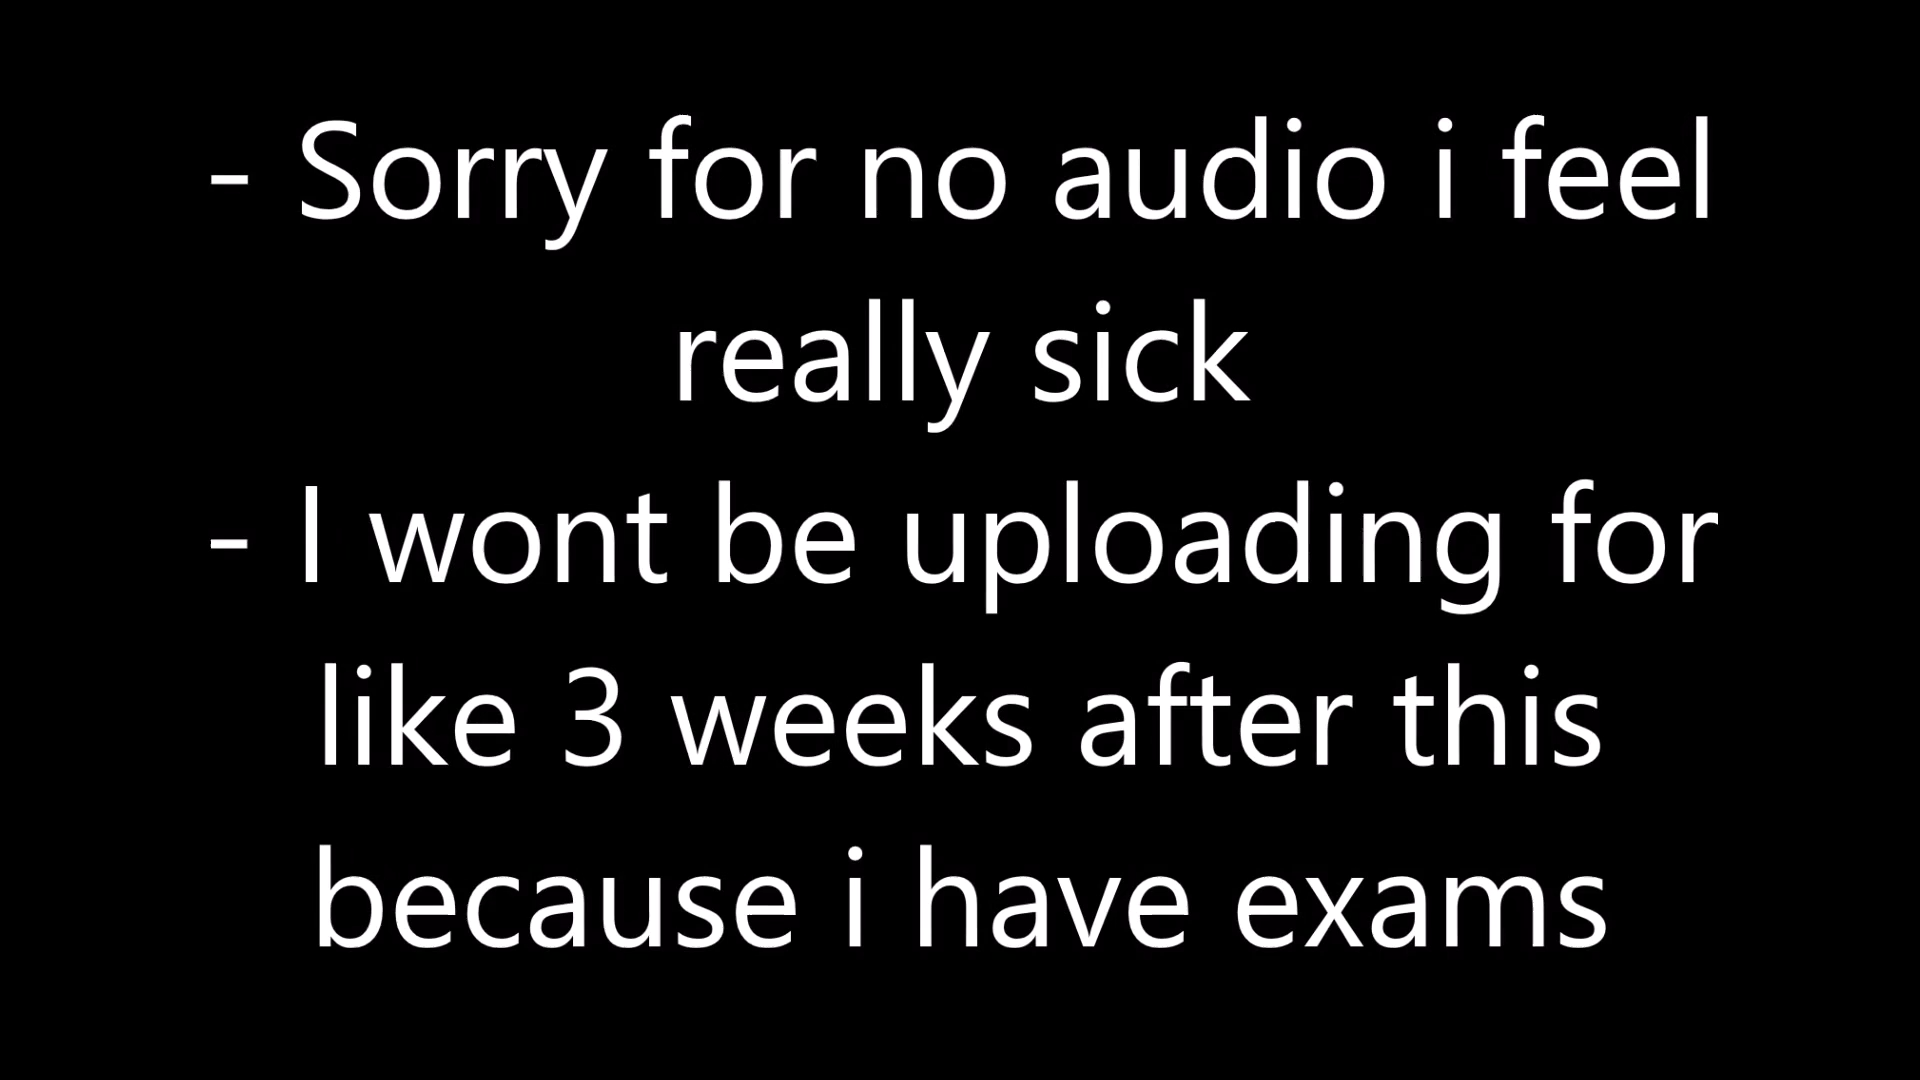 - Sorry for no audio i feel
really sick
- I wont be uploading for
like 3 weeks after this
because i have exams